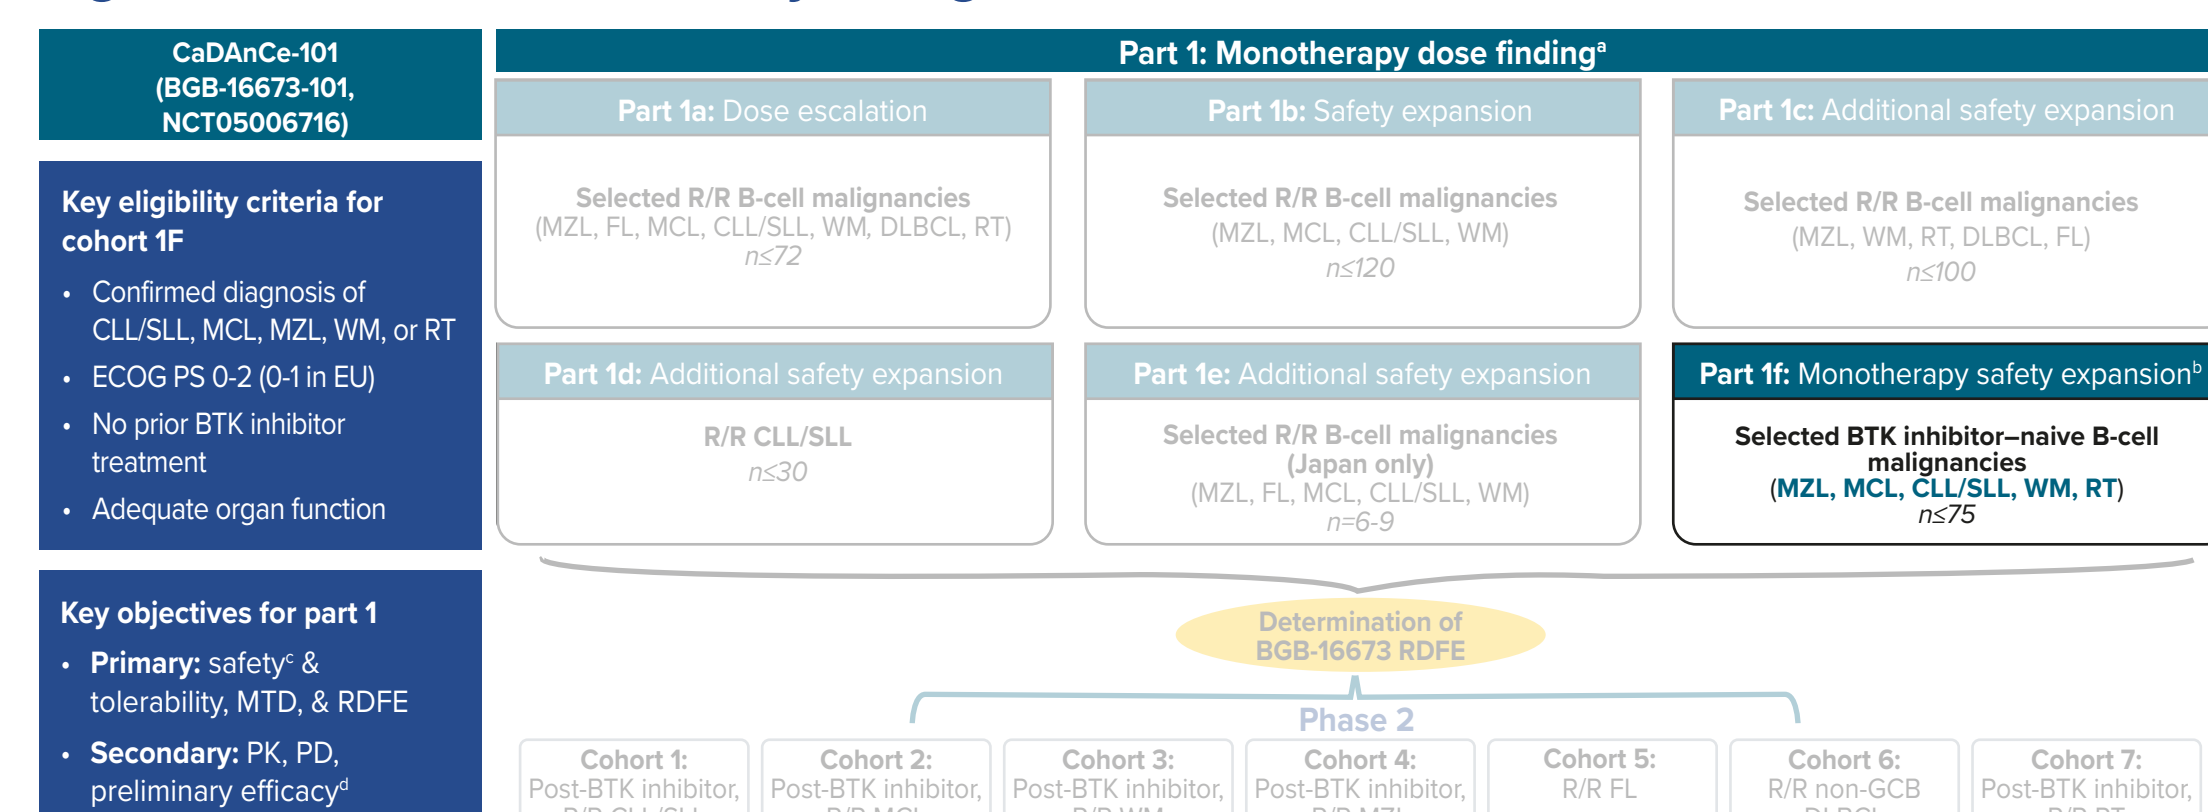 CaDAnCe-101
(BGB-16673-101,
NCT05006716)
Key eligibility criteria for
cohort 1F
• Confirmed diagnosis of
CLL/SLL, MCL, MZL, WM, or RT
• ECOG PS 0-2 (0-1 in EU)
• No prior BTK inhibitor
treatment
• Adequate organ function
Key objectives for part 1
• Primary: safetyᶜ &
tolerability, MTD, & RDFE
• Secondary: PK, PD,
preliminary efficacyᵈ
Part 1: Monotherapy dose findingᵃ
Part 1a: Dose escalation
Selected R/R B-cell malignancies
(MZL, FL, MCL, CLL/SLL, WM, DLBCL, RT)
n≤72
Part 1b: Safety expansion
Selected R/R B-cell malignancies
(MZL, MCL, CLL/SLL, WM)
n≤120
Part 1c: Additional safety expansion
Selected R/R B-cell malignancies
(MZL, WM, RT, DLBCL, FL)
n≤100
Part 1d: Additional safety expansion
R/R CLL/SLL
n≤30
Part 1e: Additional safety expansion
Selected R/R B-cell malignancies
(Japan only)
(MZL, FL, MCL, CLL/SLL, WM)
n=6-9
Part 1f: Monotherapy safety expansionᵇ
Selected BTK inhibitor–naive B-cell
malignancies
(MZL, MCL, CLL/SLL, WM, RT)
n≤75
Determination of
BGB-16673 RDFE
Phase 2
Cohort 1:
Post-BTK inhibitor,
R/R CLL/SLL
Cohort 2:
Post-BTK inhibitor,
R/R MCL
Cohort 3:
Post-BTK inhibitor,
R/R WM
Cohort 4:
Post-BTK inhibitor,
R/R MZL
Cohort 5:
R/R FL
Cohort 6:
R/R non-GCB
DLBCL
Cohort 7:
Post-BTK inhibitor,
R/R RT